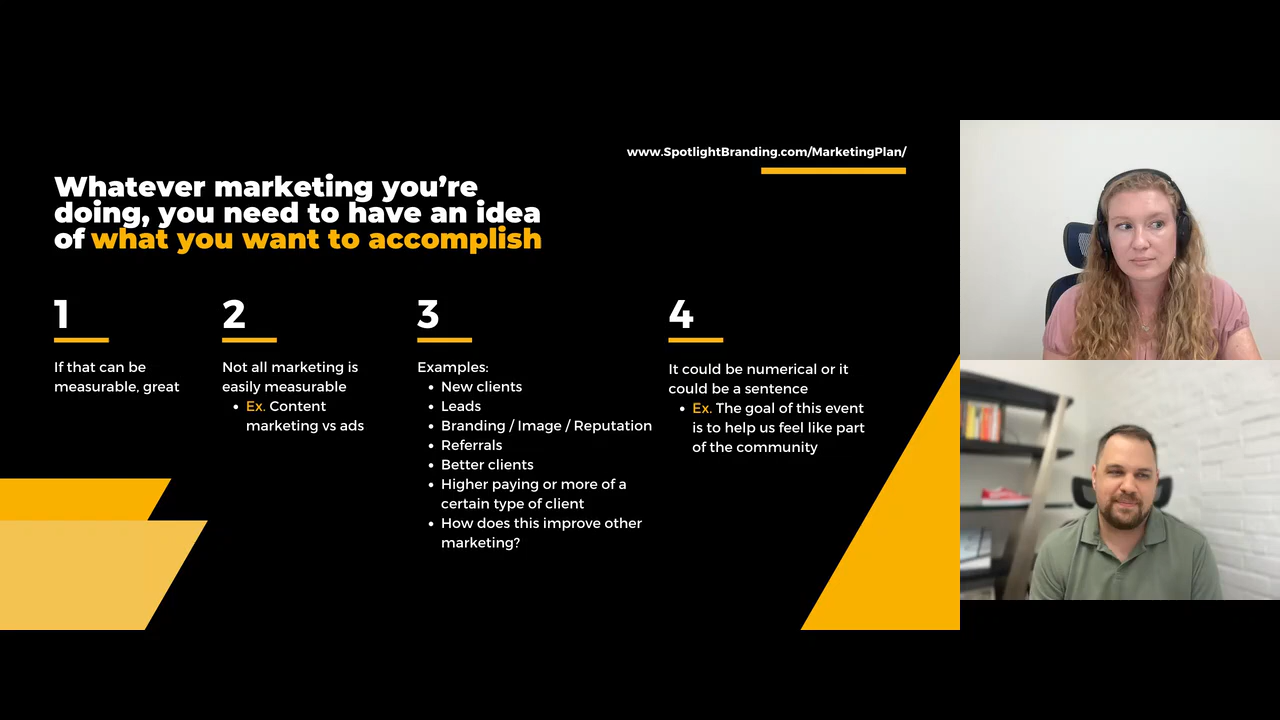 www.SpotlightBranding.com/MarketingPlan/
Whatever marketing you're
doing, you need to have an idea
of what you want to accomplish
1
If that can be
measurable, great
2
Not all marketing is
easily measurable
• Ex. Content
marketing vs ads
3
Examples:
• New clients
• Leads
• Branding / Image / Reputation
• Referrals
• Better clients
• Higher paying or more of a
certain type of client
• How does this improve other
marketing?
4
It could be numerical or it
could be a sentence
• Ex. The goal of this event
is to help us feel like part
of the community